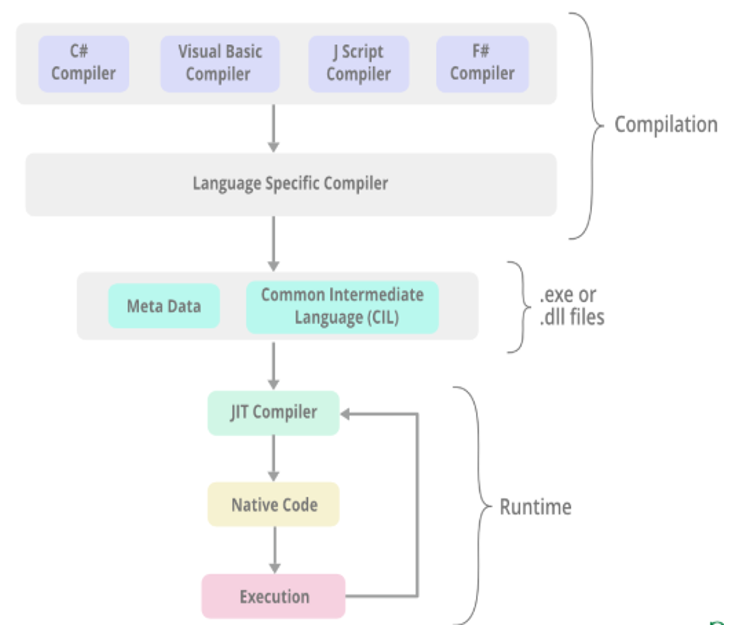 C#
Compiler
Visual Basic
Compiler
J Script
Compiler
F#
Compiler
Compilation
Language Specific Compiler
Meta Data
Common Intermediate
Language (CIL)
.exe or
.dll files
JIT Compiler
Native Code
Runtime
Execution